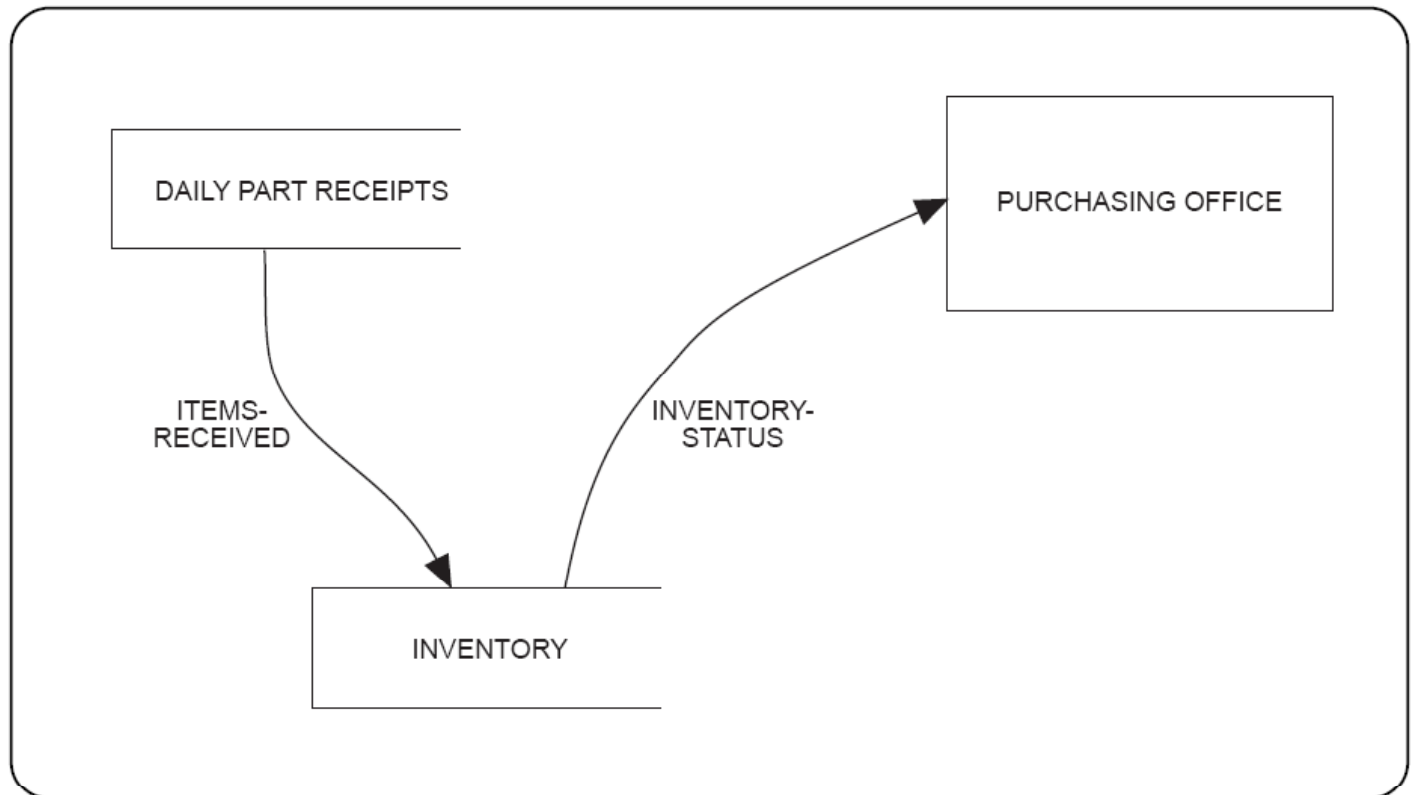 DAILY PART RECEIPTS
PURCHASING OFFICE
ITEMS-
RECEIVED
INVENTORY-
STATUS
INVENTORY